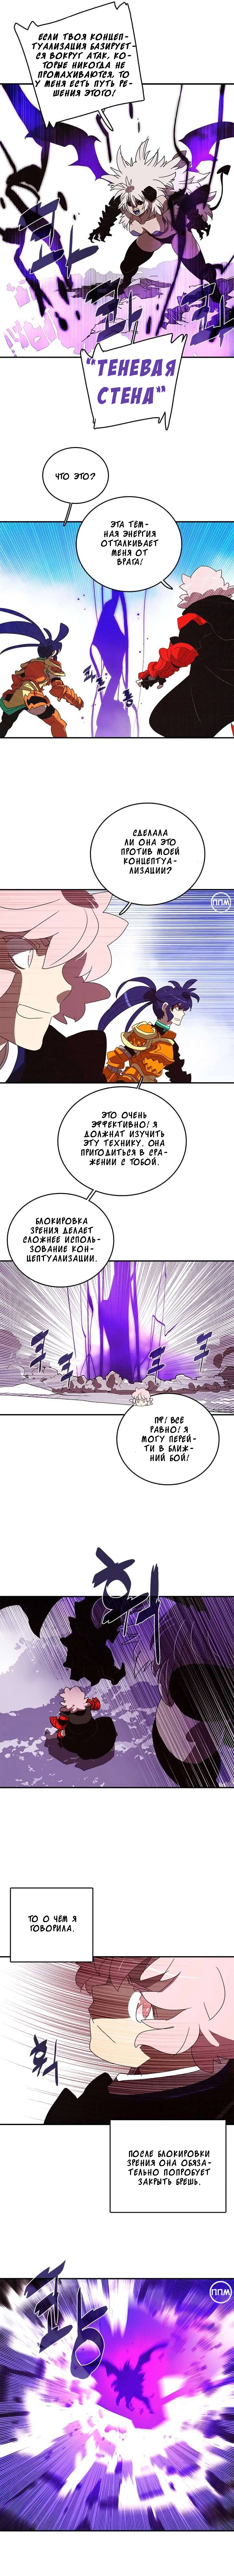 ЕСЛИ ТВОЯ КОНЦЕП-
ТУАЛИЗАЦИЯ БАЗИРУЕТ-
СЯ ВОКРУГ АТАК, КО-
ТОРЫЕ НИКОГДА НЕ
ПРОМАХИВАЮТСЯ, ТО
У МЕНЯ ЕСТЬ ПУТЬ РЕ-
ШЕНИЯ ЭТОГО!
"ТЕНЕВАЯ
СТЕНА"
ЧТО ЭТО?
ЭТА ТЁМ-
НАЯ ЭНЕРГИЯ
ОТТАЛКИВАЕТ
МЕНЯ ОТ
ВРАГА!
СДЕЛАЛА
ЛИ ОНА ЭТО
ПРОТИВ МОЕЙ
КОНЦЕПТУА-
ЛИЗАЦИИ?
ППМ
ЭТО ОЧЕНЬ
ЭФФЕКТИВНО! Я
ДОЛЖНАТ ИЗУЧИТЬ
ЭТУ ТЕХНИКУ. ОНА
ПРИГОДИТЬСЯ В СРА-
ЖЕНИИ С ТОБОЙ.
БЛОКИРОВКА
ЗРЕНИЯ ДЕЛАЕТ
СЛОЖНЕЕ ИСПОЛЬ-
ЗОВАНИЕ КОН-
ЦЕПТУАЛИЗАЦИИ.
ПФ! ВСЁ
РАВНО! Я
МОГУ ПЕРЕЙ-
ТИ В БЛИЖ-
НИЙ БОЙ!
ТО О ЧЁМ Я
ГОВОРИЛА.
ПОСЛЕ БЛОКИРОВКИ
ЗРЕНИЯ ОНА ОБЯЗА-
ТЕЛЬНО ПОПРОБУЕТ
ЗАКРЫТЬ БРЕШЬ.
ППМ